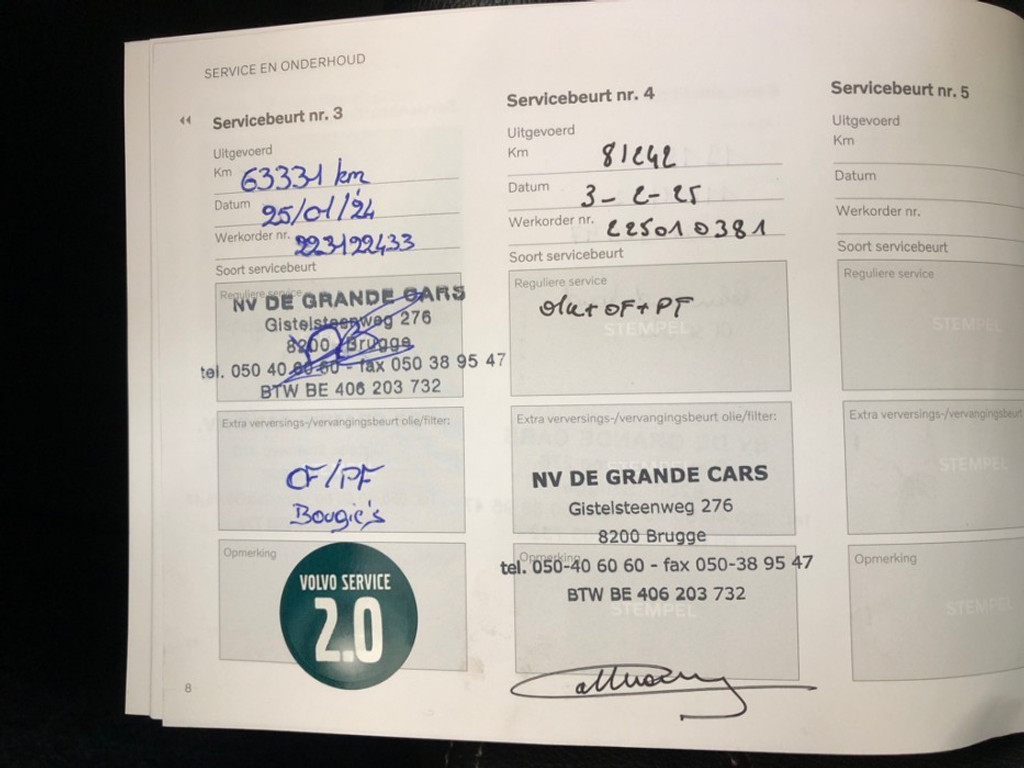 SERVICE EN ONDERHOUD
Servicebeurt nr. 3
Uitgevoerd
Km 63331 km
Datum 25/01/24
Werkorder nr. 223122433
Soort servicebeurt
Reguliere service
NV DE GRANDE CARS
Gistelsteenweg 276
8200 Brugge
tel. 050 40 60 60 - fax 050 38 95 47
BTW BE 406 203 732
Extra verversings-/vervangingsbeurt olie/filter:
CF/PF
Bougie's
Opmerking
VOLVO SERVICE
2.0
8
Servicebeurt nr. 4
Uitgevoerd
Km 81242
Datum 3-2-25
Werkorder nr. 225010381
Soort servicebeurt
Reguliere service
OF+PF
STEMPEL
Extra verversings-/vervangingsbeurt olie/filter:
NV DE GRANDE CARS
Gistelsteenweg 276
8200 Brugge
Opmerking
tel. 050-40 60 60 - fax 050-38 95 47
BTW BE 406 203 732
STEMPEL
Servicebeurt nr. 5
Uitgevoerd
Km
Datum
Werkorder nr.
Soort servicebeurt
Reguliere service
STEMPEL
Extra verversings-/vervangingsbeurt
STEMPEL
Opmerking
STEMPEL